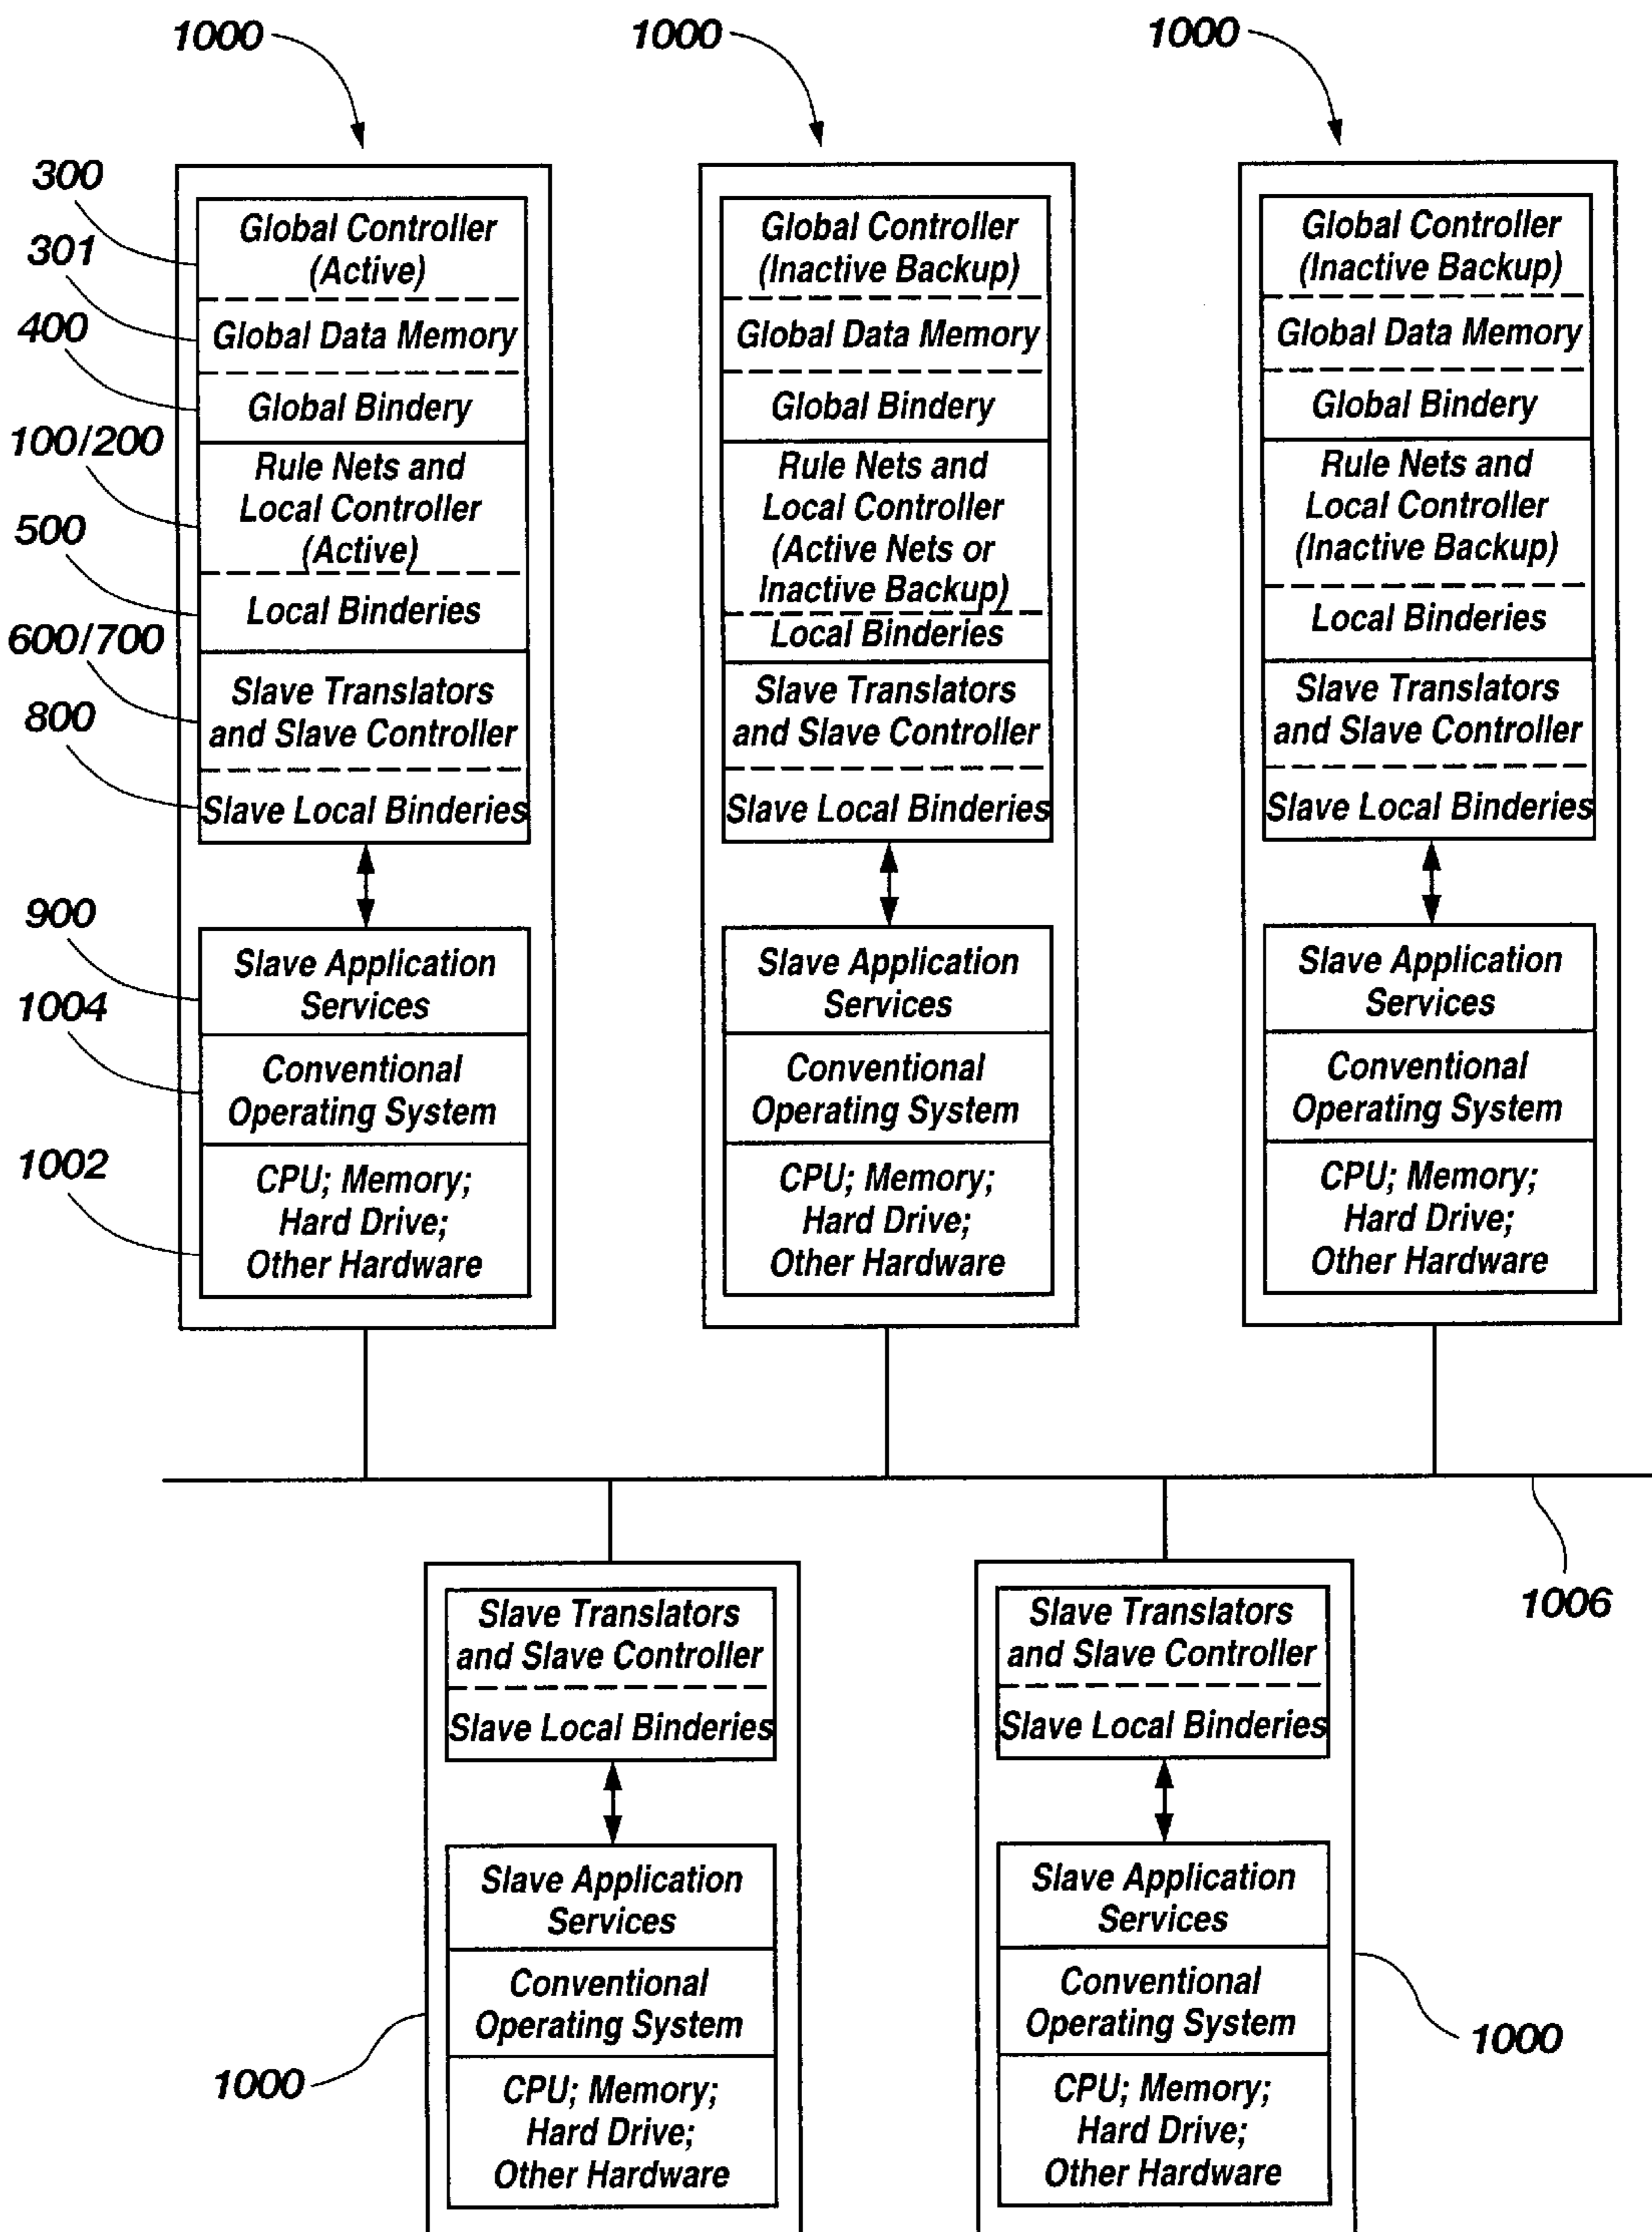 1000
1000
1000
300
301
400
100/200
500
600/700
800
900
1004
1002
Global Controller
(Active)
Global Data Memory
Global Bindery
Rule Nets and
Local Controller
(Active)
Local Binderies
Slave Translators
and Slave Controller
Slave Local Binderies
Slave Application
Services
Conventional
Operating System
CPU; Memory;
Hard Drive;
Other Hardware
Global Controller
(Inactive Backup)
Global Data Memory
Global Bindery
Rule Nets and
Local Controller
(Active Nets or
Inactive Backup)
Local Binderies
Slave Translators
and Slave Controller
Slave Local Binderies
Slave Application
Services
Conventional
Operating System
CPU; Memory;
Hard Drive;
Other Hardware
Global Controller
(Inactive Backup)
Global Data Memory
Global Bindery
Rule Nets and
Local Controller
(Inactive Backup)
Local Binderies
Slave Translators
and Slave Controller
Slave Local Binderies
Slave Application
Services
Conventional
Operating System
CPU; Memory;
Hard Drive;
Other Hardware
1006
Slave Translators
and Slave Controller
Slave Local Binderies
Slave Application
Services
Conventional
Operating System
CPU; Memory;
Hard Drive;
Other Hardware
1000
Slave Translators
and Slave Controller
Slave Local Binderies
Slave Application
Services
Conventional
Operating System
CPU; Memory;
Hard Drive;
Other Hardware
1000